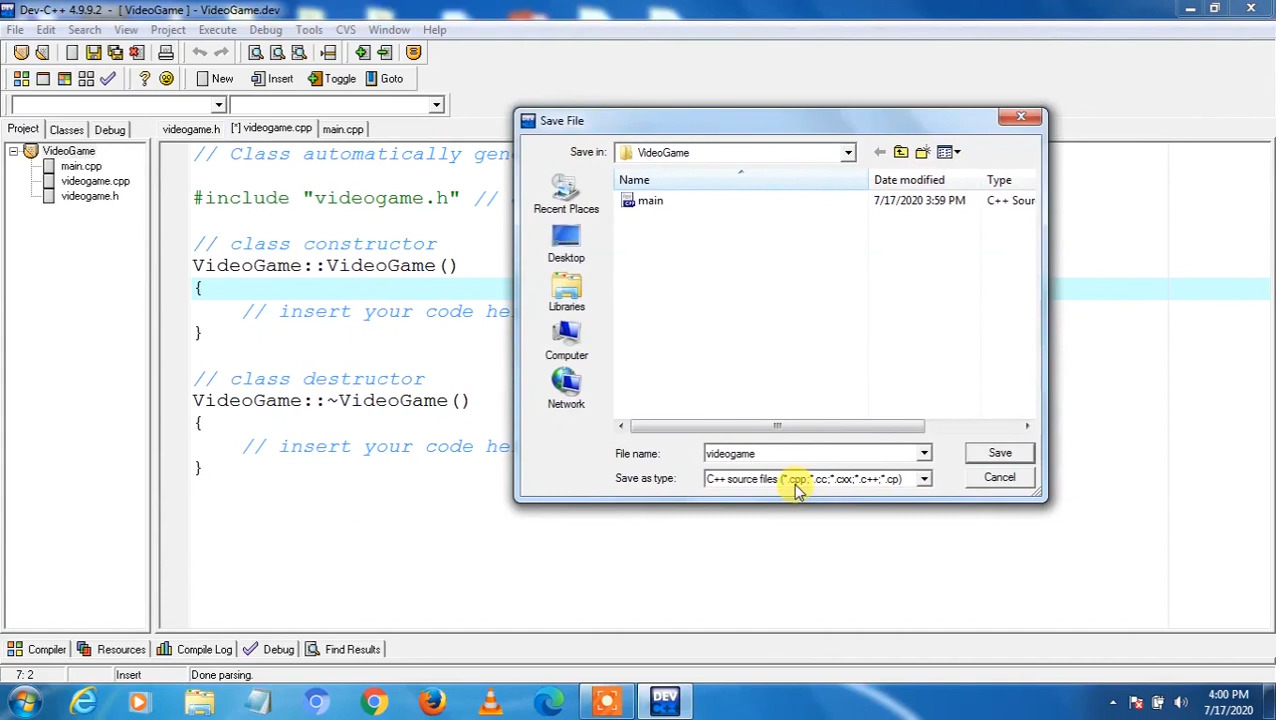 Dev-C++ 4.9.9.2 - [ VideoGame ] - VideoGame.dev
File Edit Search View Project Execute Debug Tools CVS Window Help
New Insert Toggle Goto
Project Classes Debug
videogame.h [*] videogame.cpp main.cpp
VideoGame
main.cpp
videogame.cpp
videogame.h
// Class automatically gen
#include "videogame.h" //
// class constructor
VideoGame::VideoGame()
{
// insert your code he
}
// class destructor
VideoGame::~VideoGame()
{
// insert your code he
}
Save File
Save in: VideoGame
Name Date modified Type
main 7/17/2020 3:59 PM C++ Sour
Recent Places
Desktop
Libraries
Computer
Network
File name: videogame Save
Save as type: C++ source files (*.cpp;*.cc;*.cxx;*.c++;*.cp) Cancel
Compiler Resources Compile Log Debug Find Results
7: 2 Insert Done parsing.
DEV
C++
4:00 PM
7/17/2020